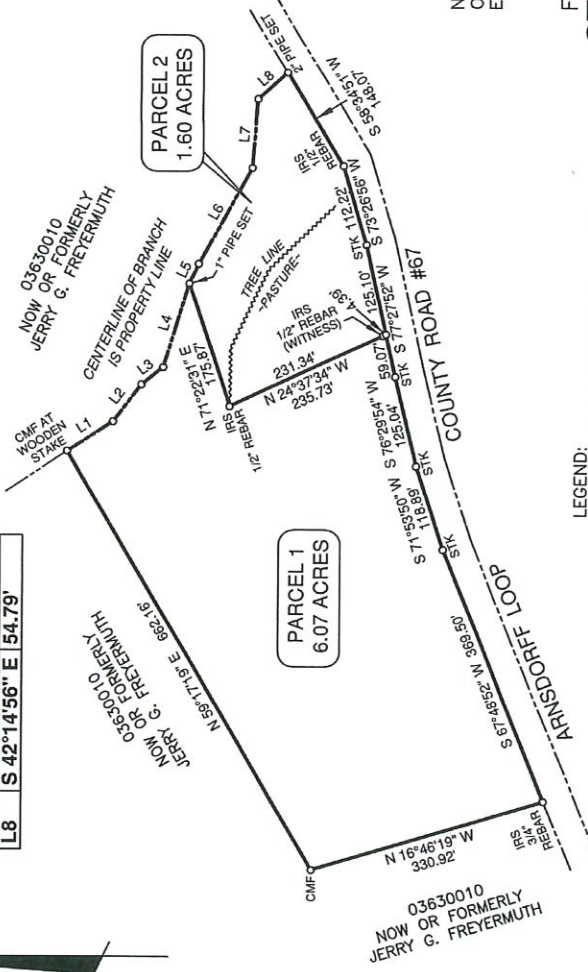 L8 S 42°14'56" E 54.79'
CMF AT
WOODEN
STAKE
L1
L2
L3
L4
L5
L6
L7
L8
03630010
NOW OR FORMERLY
JERRY G. FREYERMUTH
CENTERLINE OF BRANCH
IS PROPERTY LINE
PARCEL 2
1.60 ACRES
1" PIPE SET
2" PIPE SET
TREE LINE
-PASTURE-
N 71°22'31" E
175.87'
IRS
1/2" REBAR
231.34'
N 24°37'34" W
235.73'
IRS
1/2" REBAR
(WITNESS)
4.39
IRS
1/2"
REBAR
S 58°34'51" W
148.07'
S 73°26'56" W
112.22'
STK
S 77°27'52" W
125.10'
59.07'
STK
S 76°29'54" W
125.04'
STK
S 71°53'50" W
118.89'
STK
S 67°48'52" W 369.50'
IRS
3/4"
REBAR
N 16°46'19" W
330.92'
CMF
N 59°17'19" E 662.16'
03630010
NOW OR FORMERLY
JERRY G. FREYERMUTH
PARCEL 1
6.07 ACRES
03630010
NOW OR FORMERLY
JERRY G. FREYERMUTH
ARNSDORFF LOOP
COUNTY ROAD #67
LEGEND:
N
O
E
F